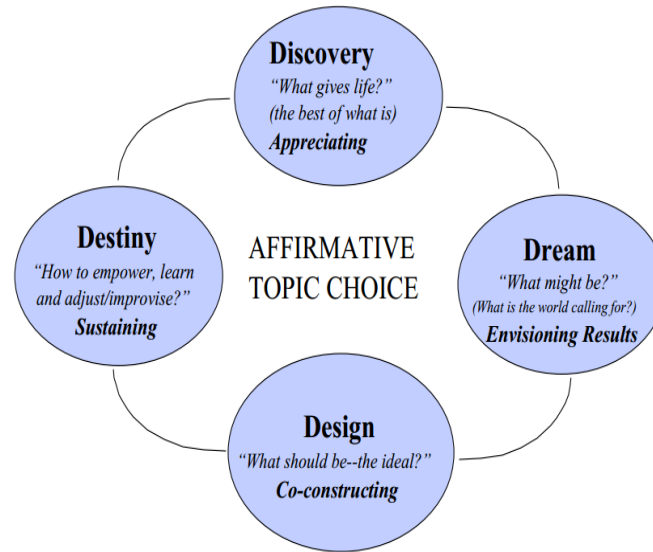 Discovery
“What gives life?”
(the best of what is)
Appreciating
Destiny
“How to empower, learn
and adjust/improvise?”
Sustaining
AFFIRMATIVE
TOPIC CHOICE
Dream
“What might be?”
(What is the world calling for?)
Envisioning Results
Design
“What should be--the ideal?”
Co-constructing